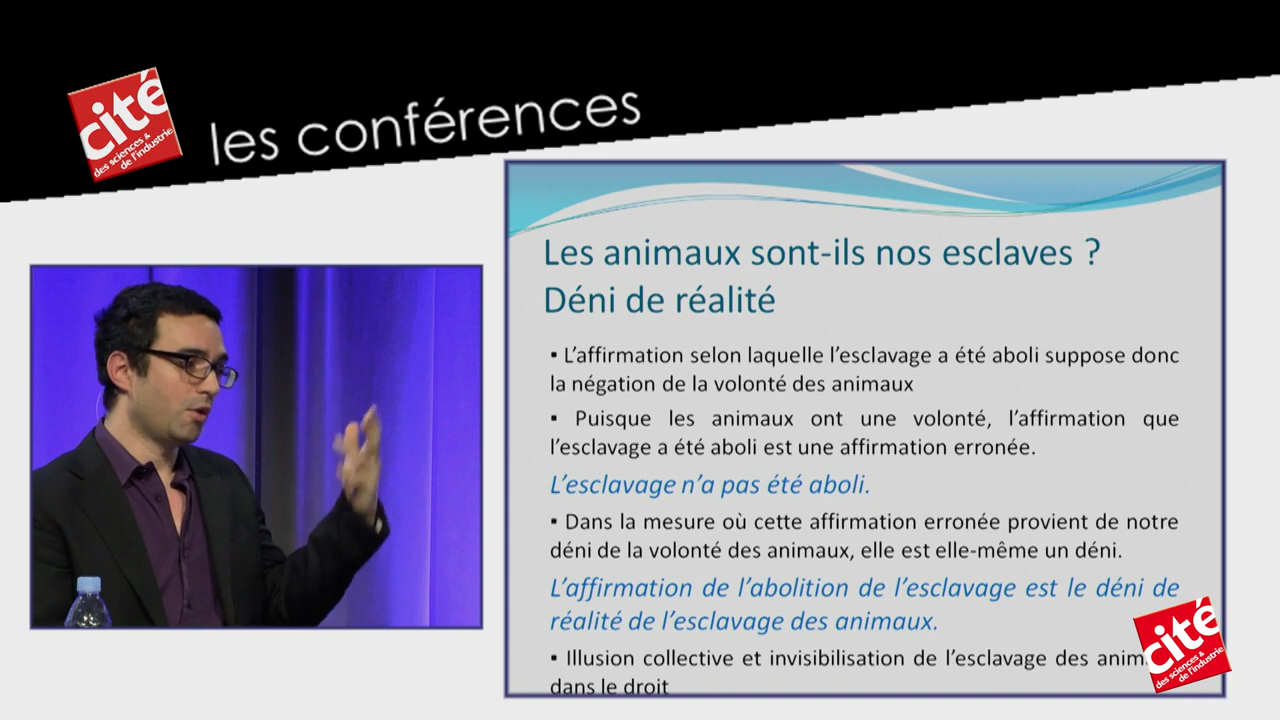 cité
des sciences &
de l'industrie
les conférences
Les animaux sont-ils nos esclaves ?
Déni de réalité
▪ L'affirmation selon laquelle l'esclavage a été aboli suppose donc
la négation de la volonté des animaux
▪ Puisque les animaux ont une volonté, l'affirmation que
l'esclavage a été aboli est une affirmation erronée.
L'esclavage n'a pas été aboli.
▪ Dans la mesure où cette affirmation erronée provient de notre
déni de la volonté des animaux, elle est elle-même un déni.
L'affirmation de l'abolition de l'esclavage est le déni de
réalité de l'esclavage des animaux.
▪ Illusion collective et invisibilisation de l'esclavage des anim
dans le droit
cité
des sciences &
de l'industrie